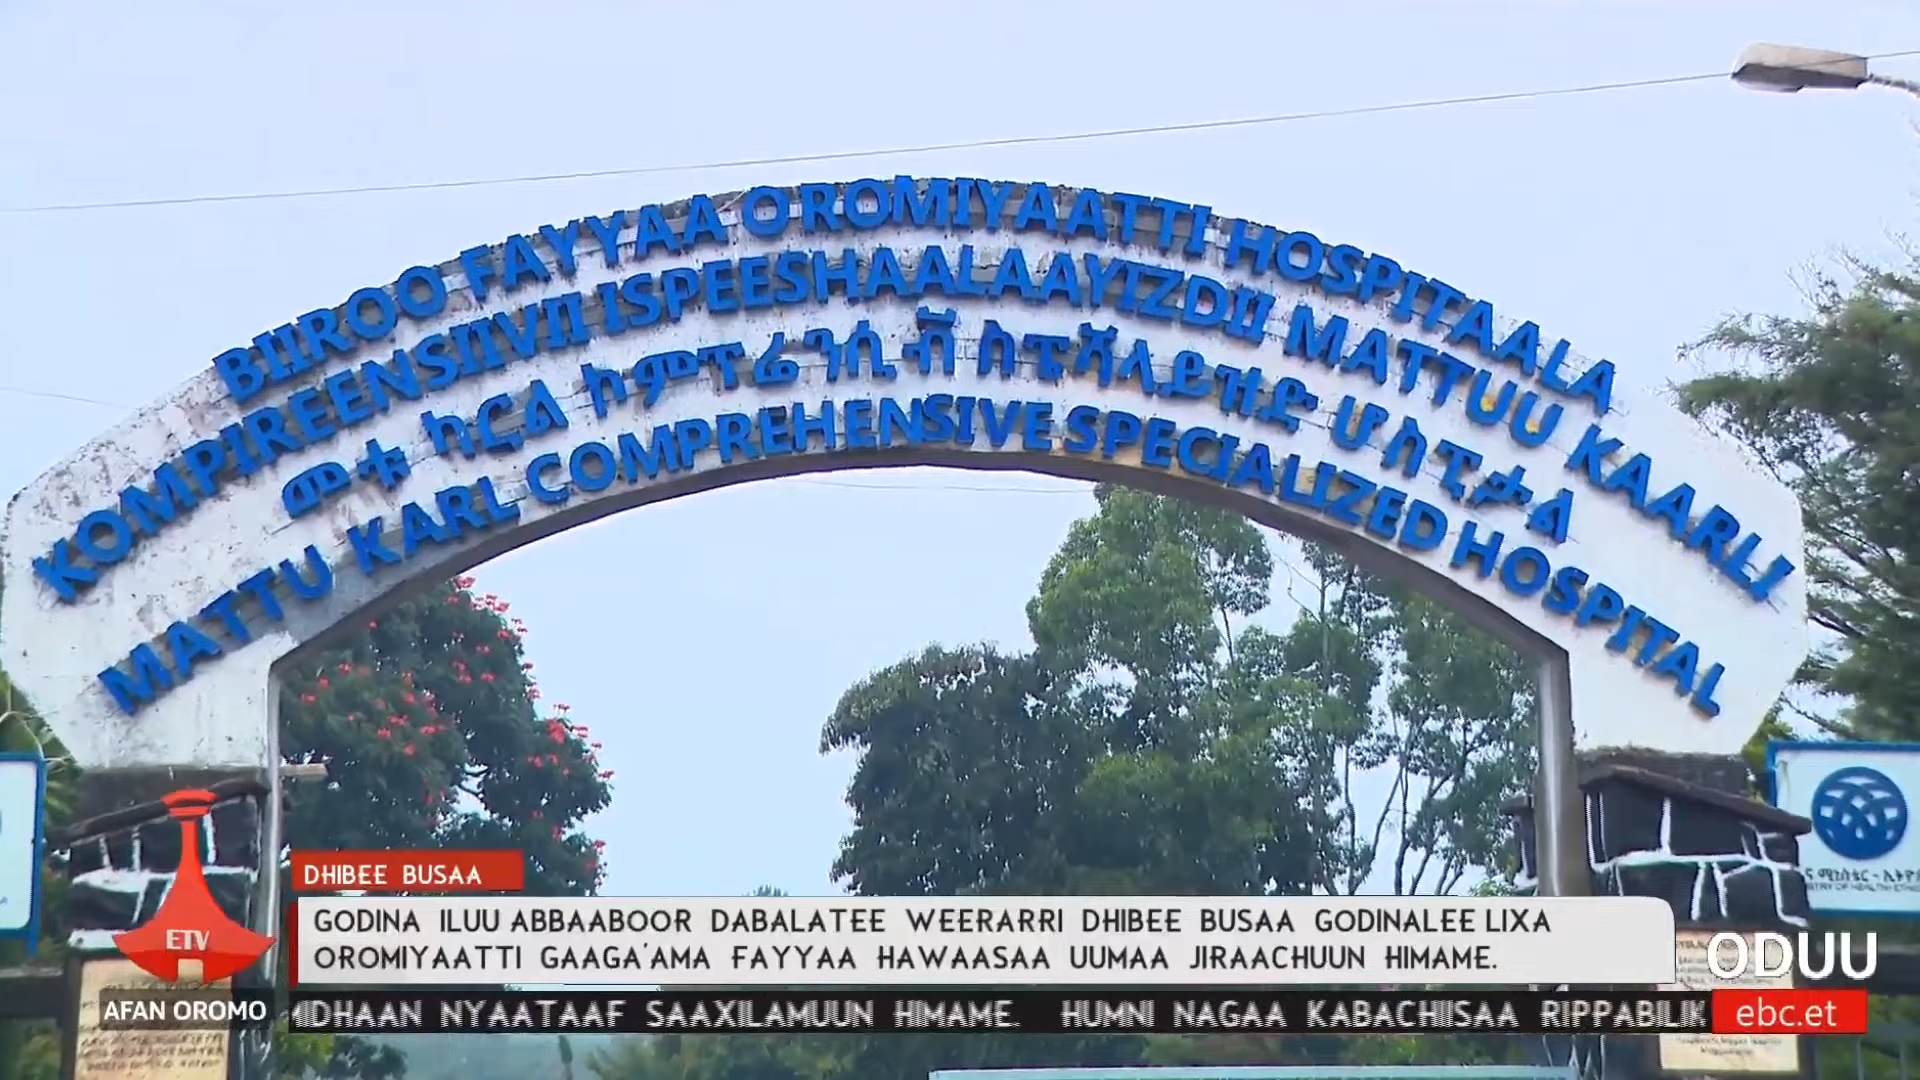 BIIROO FAYYAA OROMIYAATTI HOSPITAALA
KOMPIREENSIIVII ISPEESHAALAAYIZDII MATTUU KAARLI
መቱ ካርል ኮምፕሬንሲቭ ስፔሻላይዝድ ሆስፒታል
MATTU KARL COMPREHENSIVE SPECIALIZED HOSPITAL
DHIBEE BUSAA
GODINA ILUU ABBAABOOR DABALATEE WEERARRI DHIBEE BUSAA GODINALEE LIXA
OROMIYAATTI GAAGA'AMA FAYYAA HAWAASAA UUMAA JIRAACHUUN HIMAME.
ETV
AFAN OROMO
MIDHAAN NYAATAAF SAAXILAMUUN HIMAME. HUMNI NAGAA KABACHIISAA RIPPABILIK
ODUU
ebc.et